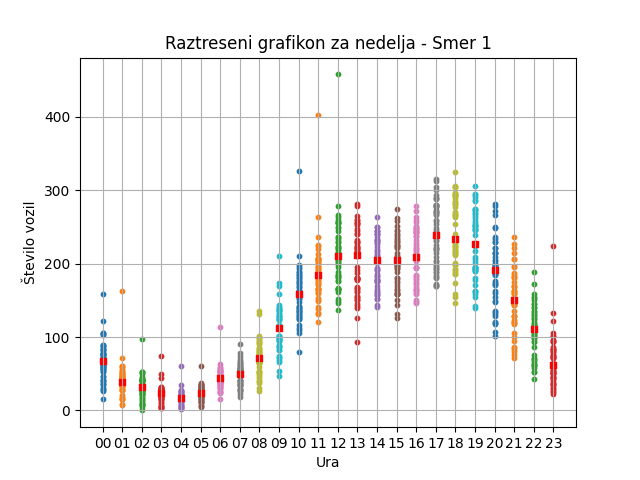 Raztreseni grafikon za nedelja - Smer 1
Število vozil
400
300
200
100
0
00 01 02 03 04 05 06 07 08 09 10 11 12 13 14 15 16 17 18 19 20 21 22 23
Ura